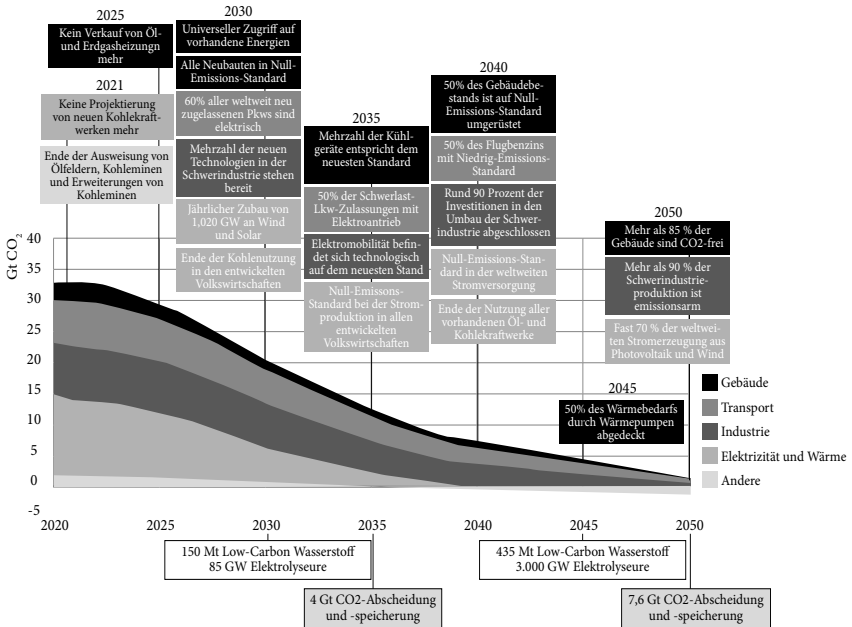 2025
Kein Verkauf von Öl-
und Erdgasheizungn
mehr
2021
Keine Projektierung
von neuen Kohlekraft-
werken mehr
Ende der Ausweisung von
Ölfeldern, Kohleminen
und Erweiterungen von
Kohleminen
2030
Universeller Zugriff auf
vorhandene Energien
Alle Neubauten in Null-
Emissions-Standard
60% aller weltweit neu
zugelassenen Pkws sind
elektrisch
Mehrzahl der neuen
Technologien in der
Schwerindustrie stehen
bereit
Jährlicher Zubau von
1,020 GW an Wind
und Solar
Ende der Kohlenutzung
in den entwickelten
Volkswirtschaften
2035
Mehrzahl der Kühl-
geräte entspricht dem
neuesten Standard
50% der Schwerlast-
Lkw-Zulassungen mit
Elektroantrieb
Elektromobilität befin-
det sich technologisch
auf dem neuesten Stand
Null-Emissons-
Standard bei der Strom-
produktion in allen
entwickelten
Volkswirtschaften
2040
50% des Gebäudebe-
stands ist auf Null-
Emissions-Standard
umgerüstet
50% des Flugbenzins
mit Niedrig-Emissions-
Standard
Rund 90 Prozent der
Investitionen in den
Umbau der Schwer-
industrie abgeschlossen
Null-Emissions-Stan-
dard in der weltweiten
Stromversorgung
Ende der Nutzung aller
vorhandenen Öl- und
Kohlekraftwerke
2050
Mehr als 85 % der
Gebäude sind CO2-frei
Mehr als 90 % der
Schwerindustrie-
produktion ist
emissionsarm
Fast 70 % der weltwei-
ten Stromerzeugung aus
Photovoltaik und Wind
2045
50% des Wärmebedarfs
durch Wärmepumpen
abgedeckt
Gebäude
Transport
Industrie
Elektrizität und Wärme
Andere
Gt CO2
40
35
30
25
20
15
10
5
0
-5
2020
2025
2030
2035
2040
2045
2050
150 Mt Low-Carbon Wasserstoff
85 GW Elektrolyseure
435 Mt Low-Carbon Wasserstoff
3.000 GW Elektrolyseure
4 Gt CO2-Abscheidung
und -speicherung
7,6 Gt CO2-Abscheidung
und -speicherung